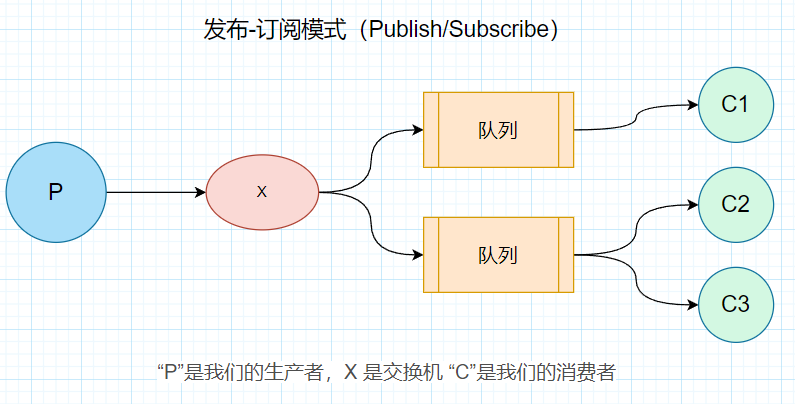 发布-订阅模式（Publish/Subscribe）
P
X
队列
队列
C1
C2
C3
“P”是我们的生产者，X 是交换机 “C”是我们的消费者